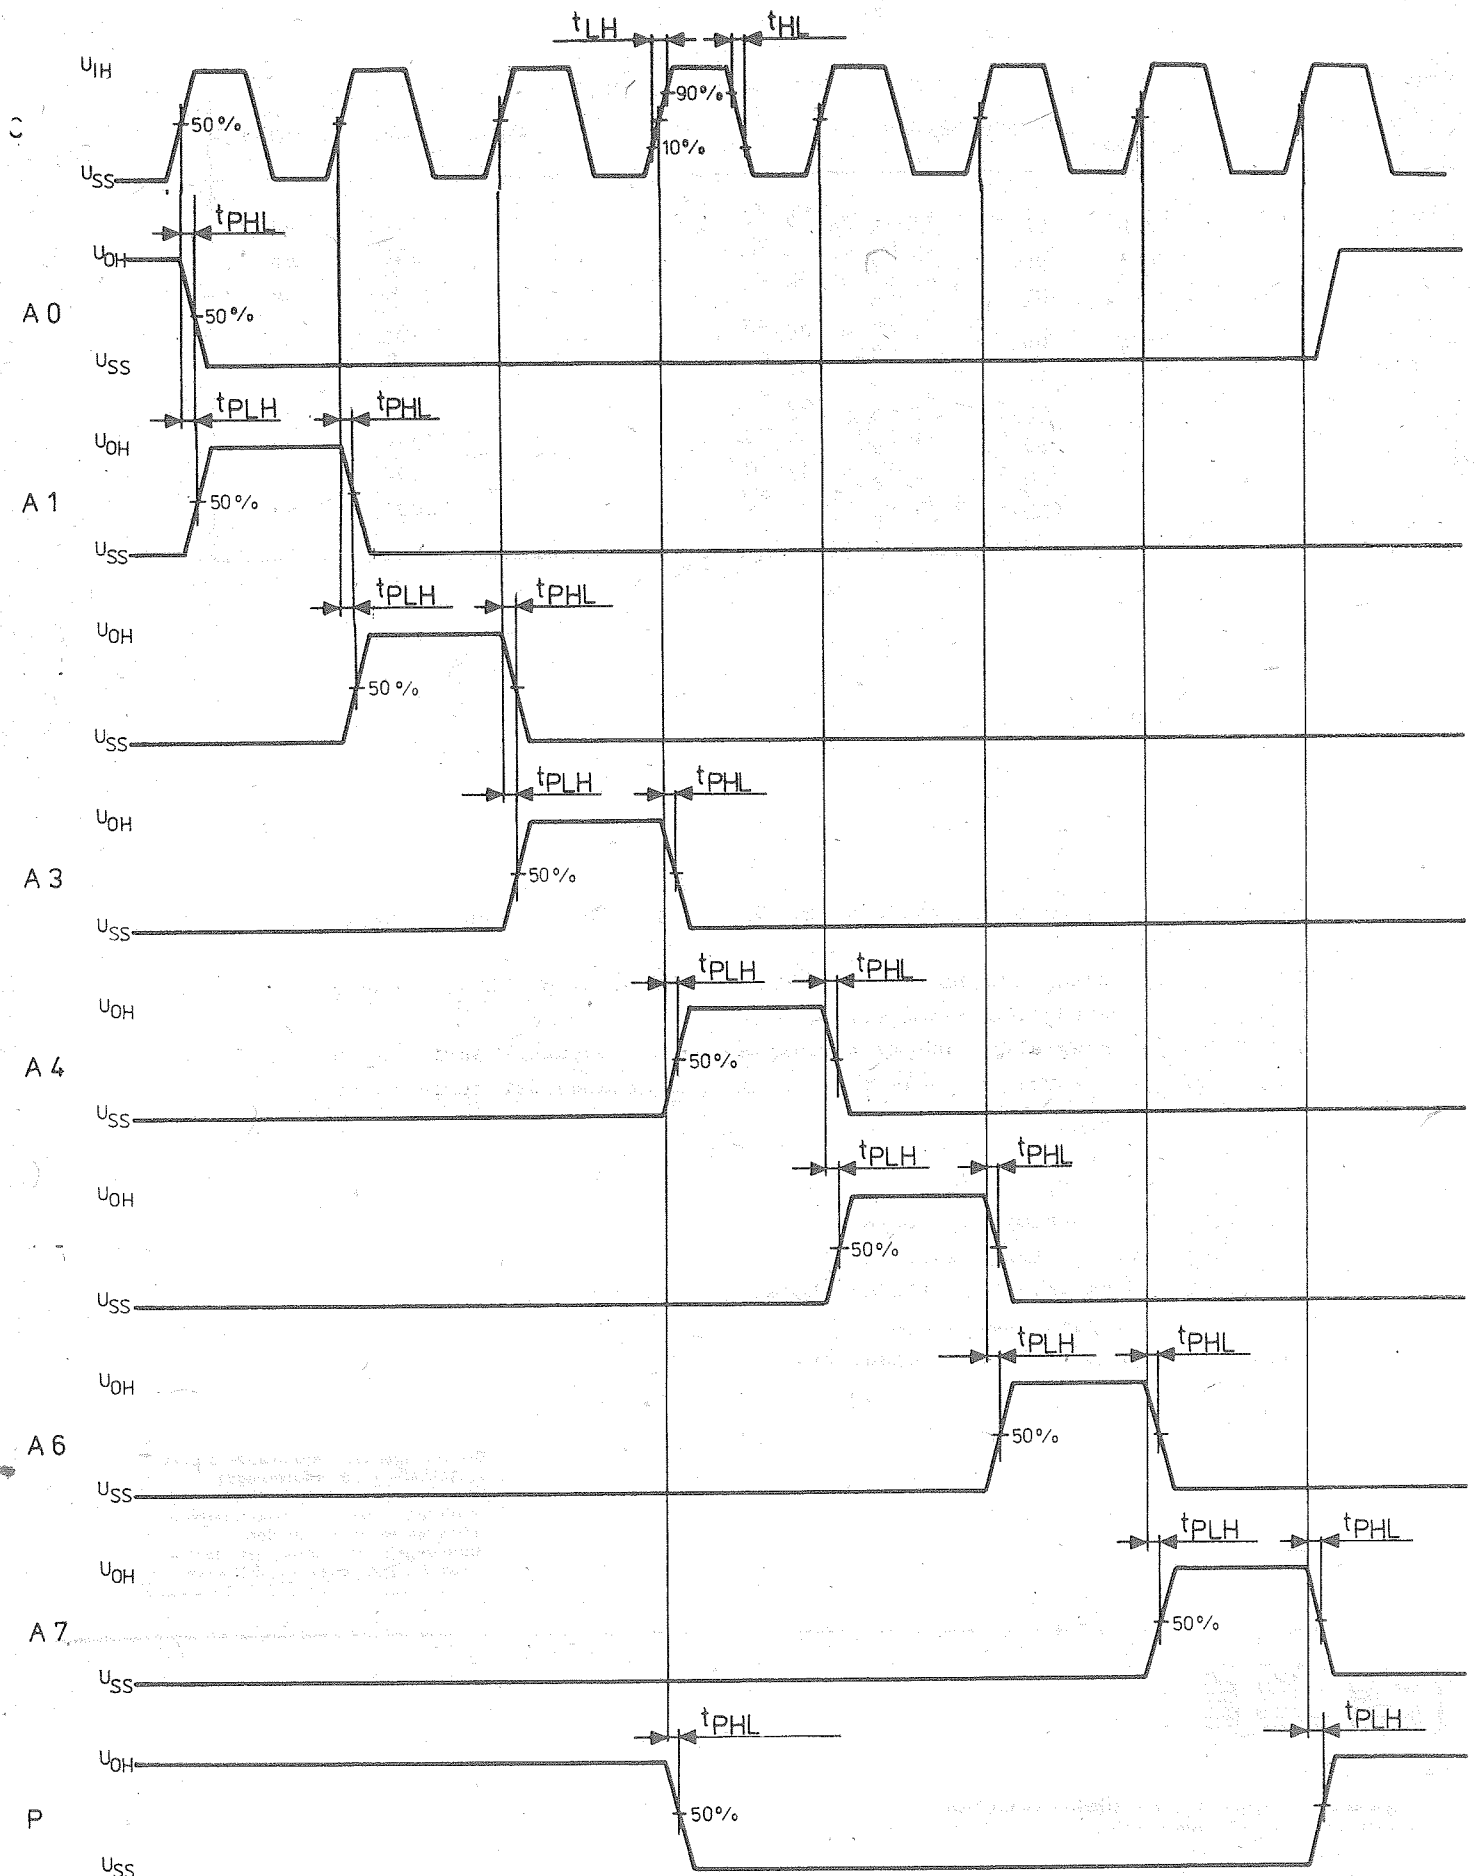 tLH tHL
UIH
90%
C 50%
10%
USS
tPHL
UOH
A 0 50%
USS
tPLH tPHL
UOH
A 1 50%
USS
tPLH tPHL
UOH
50%
USS
tPLH tPHL
UOH
A 3 50%
USS
tPLH tPHL
UOH
A 4 50%
USS
tPLH tPHL
UOH
50%
USS
tPLH tPHL
UOH
A 6 50%
USS
tPLH tPHL
UOH
A 7 50%
USS
tPHL tPLH
UOH
P 50%
USS